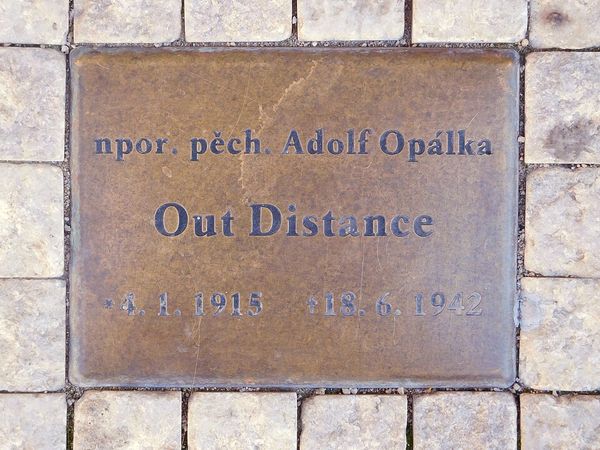 npor. pěch. Adolf Opálka
Out Distance
*4. 1. 1915 †18. 6. 1942